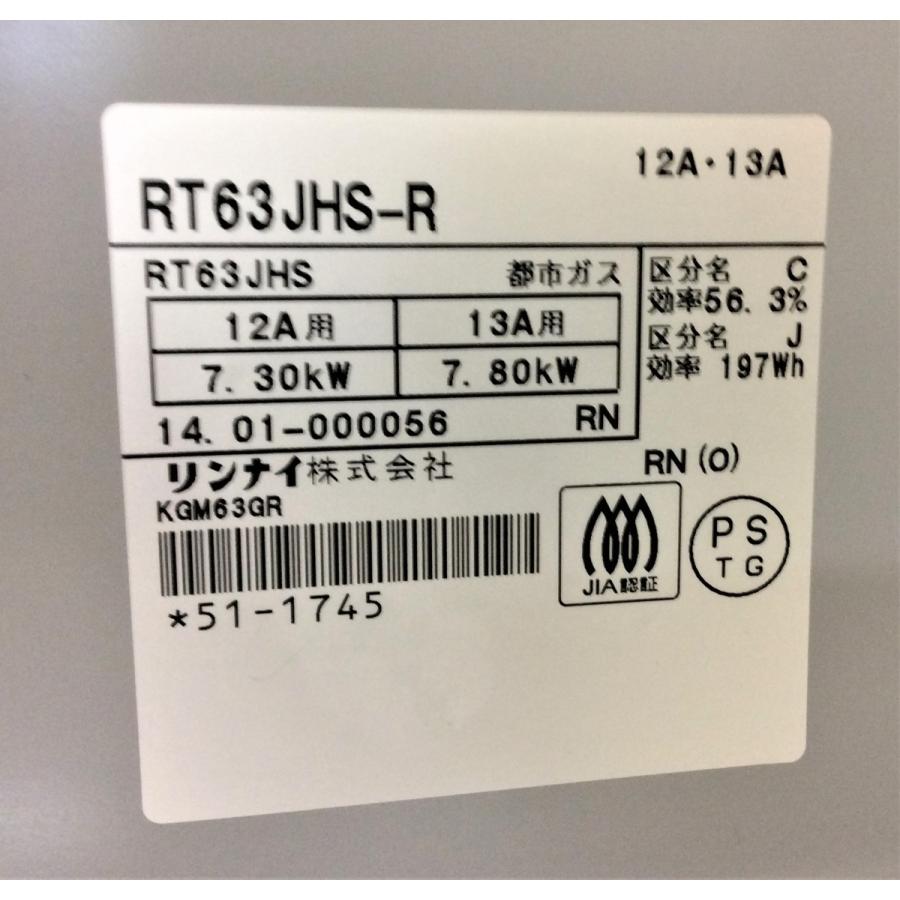 12A・13A
RT63JHS-R
RT63JHS 都市ガス
12A用 13A用
7.30kW 7.80kW
14.01-000056 RN
区分名 C
効率56.3%
区分名 J
効率 197Wh
リンナイ株式会社
RN(O)
KGM63GR
*51-1745
JIA認証
PS
TG